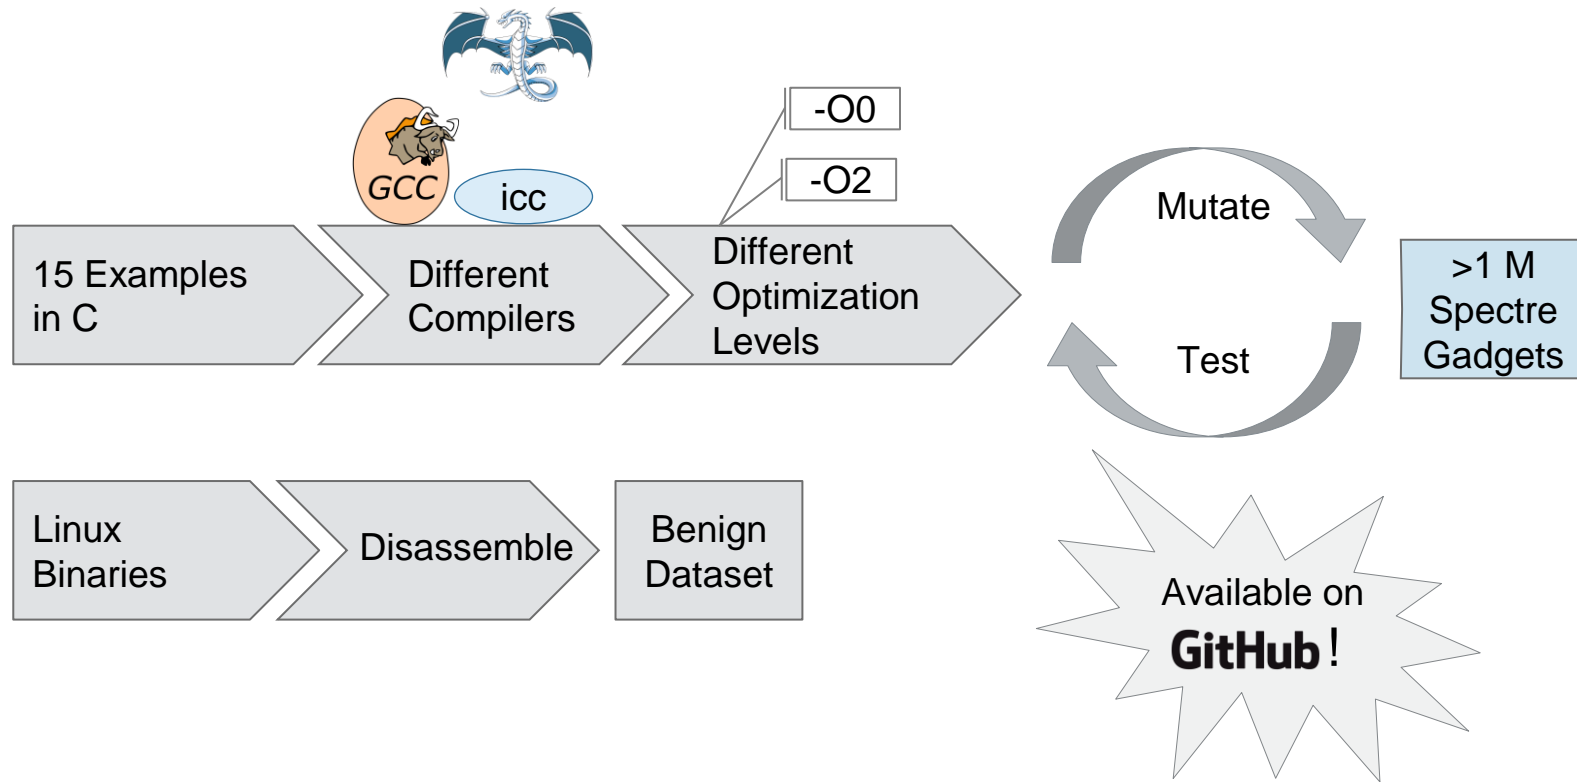 GCC
icc
-O0
-O2
15 Examples
in C
Different
Compilers
Different
Optimization
Levels
Mutate
Test
>1 M
Spectre
Gadgets
Linux
Binaries
Disassemble
Benign
Dataset
Available on
GitHub!